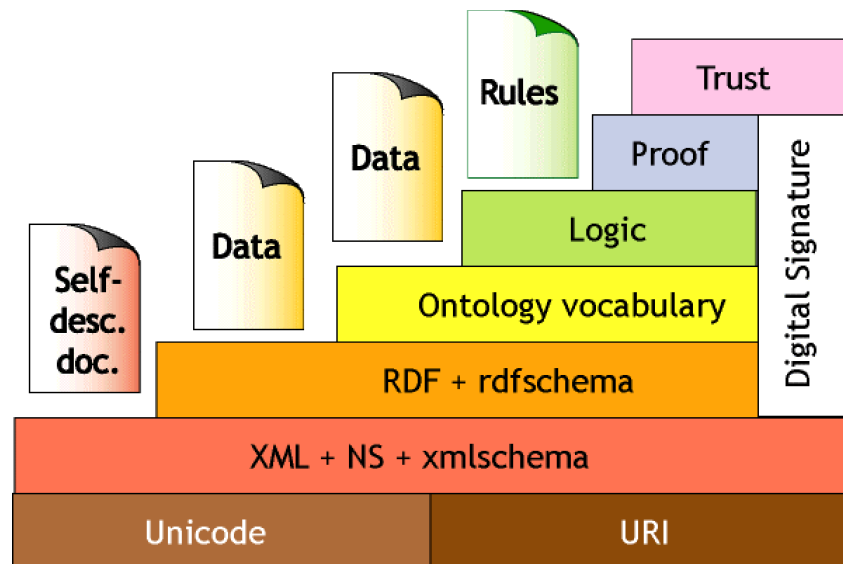 Rules
Trust
Data
Proof
Data
Logic
Self-
desc.
doc.
Ontology vocabulary
Digital Signature
RDF + rdfschema
XML + NS + xmlschema
Unicode
URI